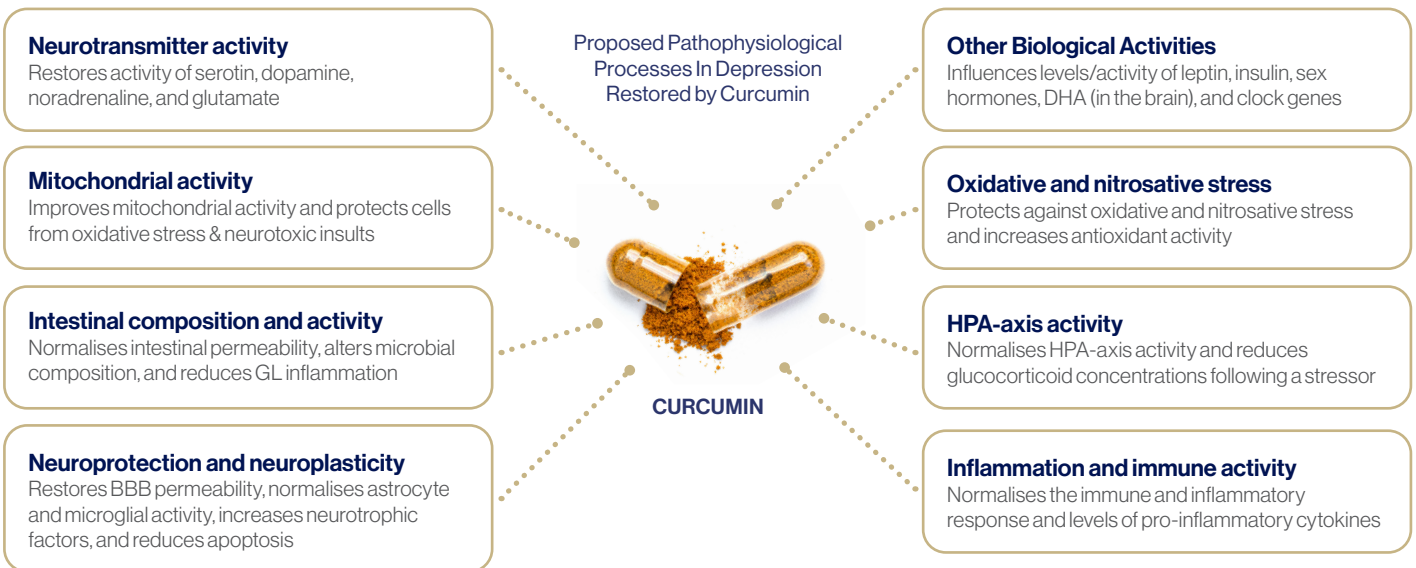 Neurotransmitter activity
Restores activity of serotin, dopamine,
noradrenaline, and glutamate
Mitochondrial activity
Improves mitochondrial activity and protects cells
from oxidative stress & neurotoxic insults
Intestinal composition and activity
Normalises intestinal permeability, alters microbial
composition, and reduces GL inflammation
Neuroprotection and neuroplasticity
Restores BBB permeability, normalises astrocyte
and microglial activity, increases neurotrophic
factors, and reduces apoptosis
Proposed Pathophysiological
Processes In Depression
Restored by Curcumin
CURCUMIN
Other Biological Activities
Influences levels/activity of leptin, insulin, sex
hormones, DHA (in the brain), and clock genes
Oxidative and nitrosative stress
Protects against oxidative and nitrosative stress
and increases antioxidant activity
HPA-axis activity
Normalises HPA-axis activity and reduces
glucocorticoid concentrations following a stressor
Inflammation and immune activity
Normalises the immune and inflammatory
response and levels of pro-inflammatory cytokines